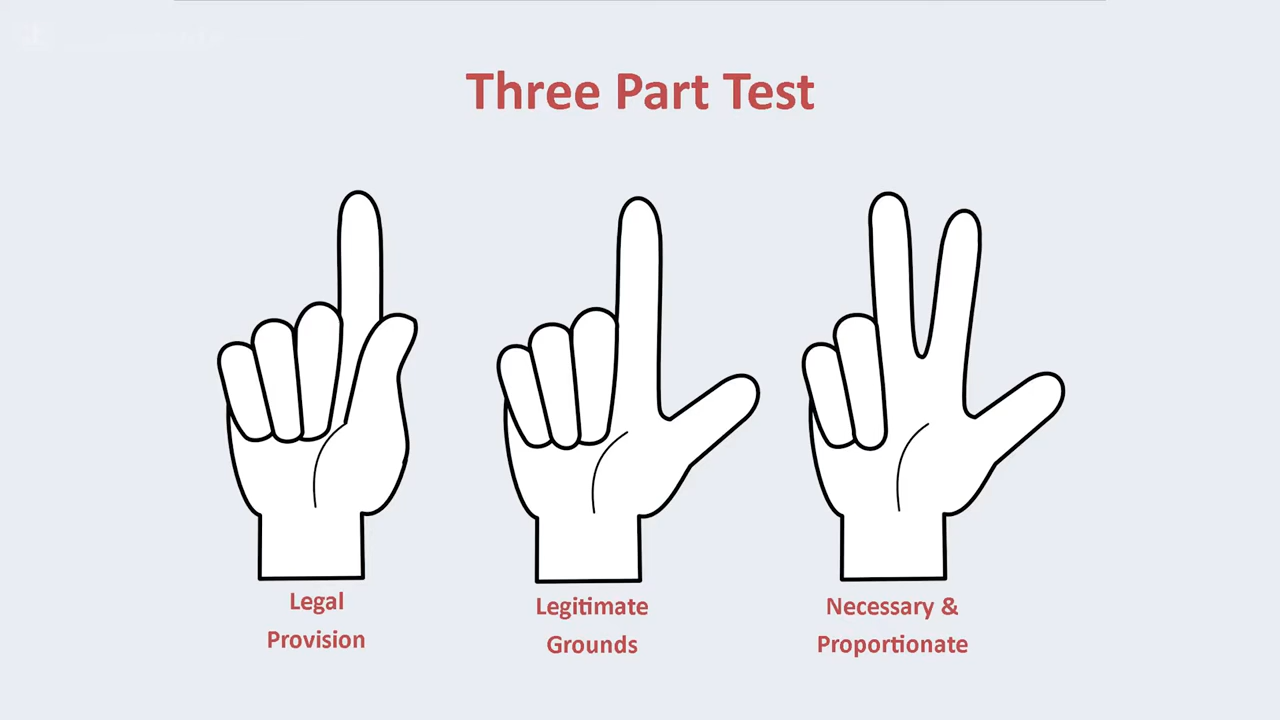 Three Part Test
Legal
Provision
Legitimate
Grounds
Necessary &
Proportionate